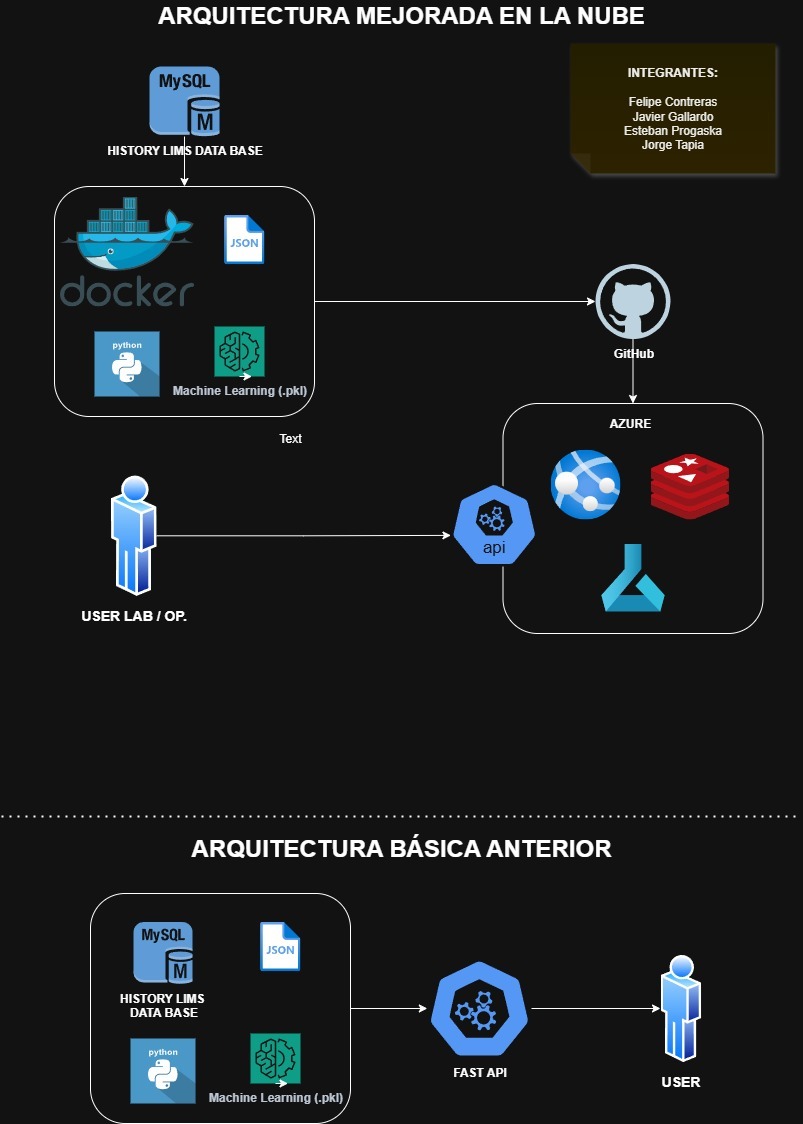 ARQUITECTURA MEJORADA EN LA NUBE
MySQL
M
HISTORY LIMS DATA BASE
INTEGRANTES:
Felipe Contreras
Javier Gallardo
Esteban Progaska
Jorge Tapia
docker
JSON
python
Machine Learning (.pkl)
GitHub
Text
AZURE
api
USER LAB / OP.
ARQUITECTURA BÁSICA ANTERIOR
MySQL
M
HISTORY LIMS
DATA BASE
JSON
python
Machine Learning (.pkl)
FAST API
USER